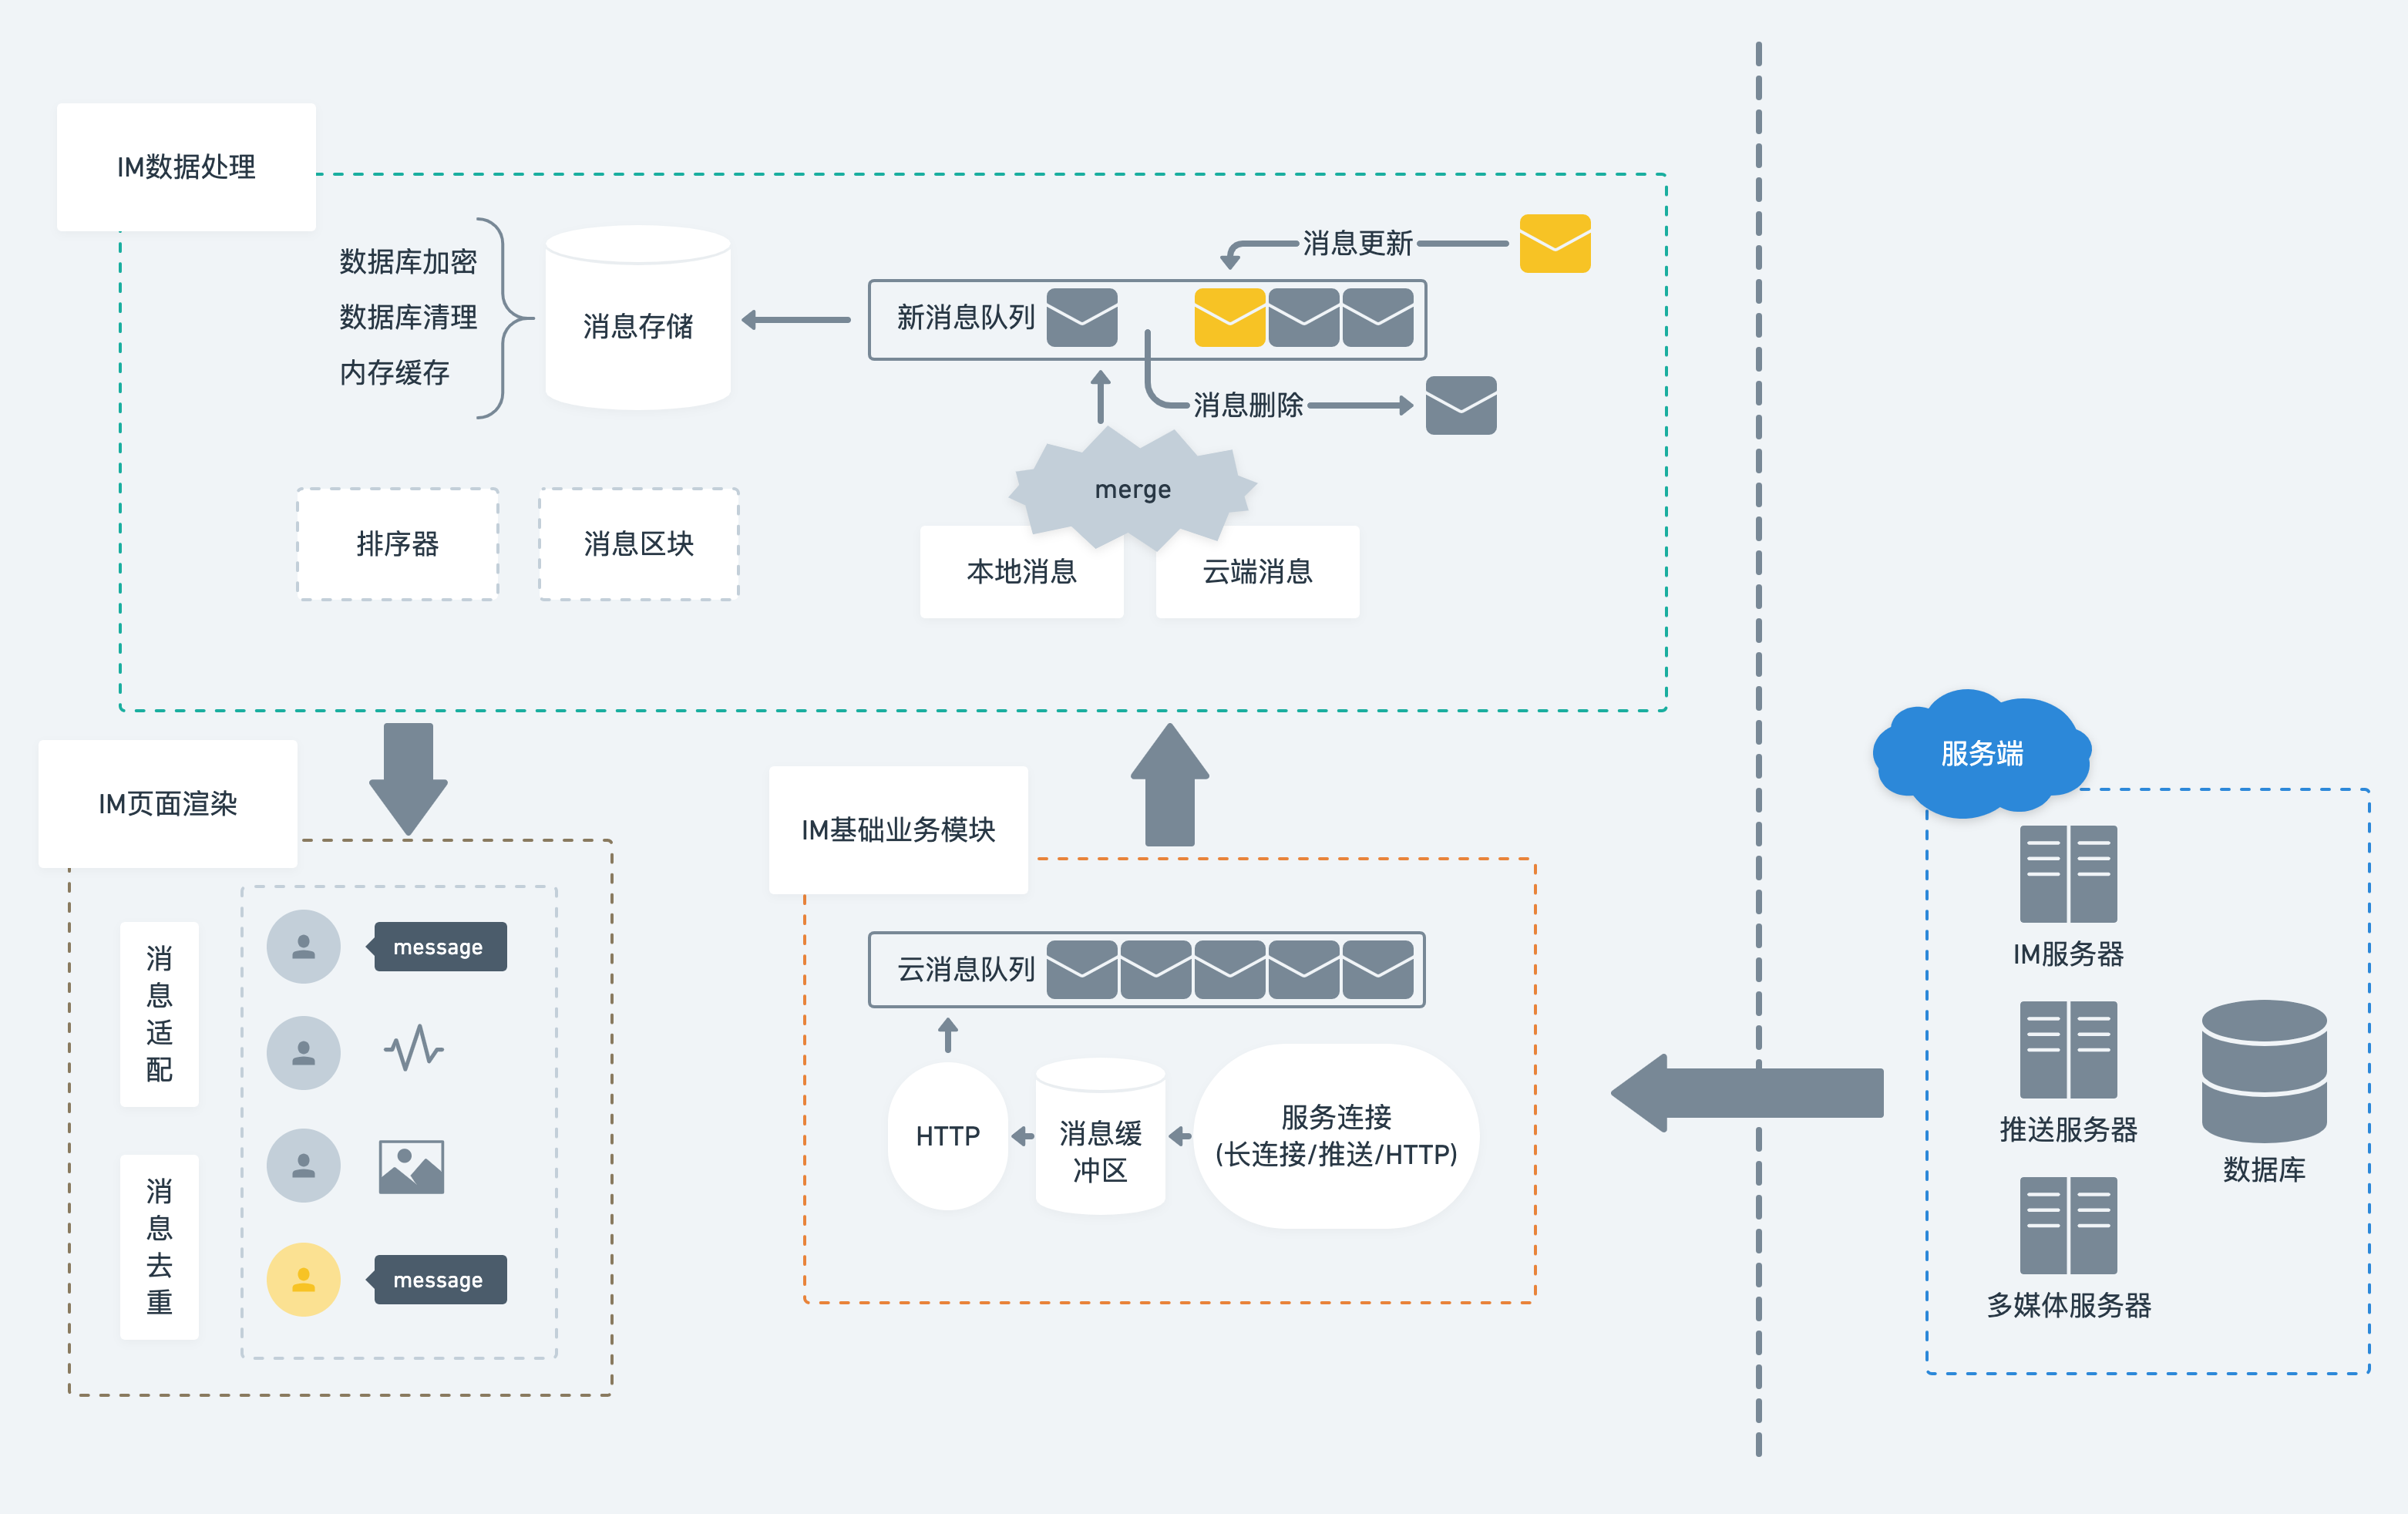 IM数据处理
数据库加密
数据库清理
内存缓存
消息存储
新消息队列
消息更新
消息删除
merge
排序器
消息区块
本地消息
云端消息
IM页面渲染
消息适配
消息去重
message
message
IM基础业务模块
云消息队列
HTTP
消息缓
冲区
服务连接
(长连接/推送/HTTP)
服务端
IM服务器
推送服务器
多媒体服务器
数据库